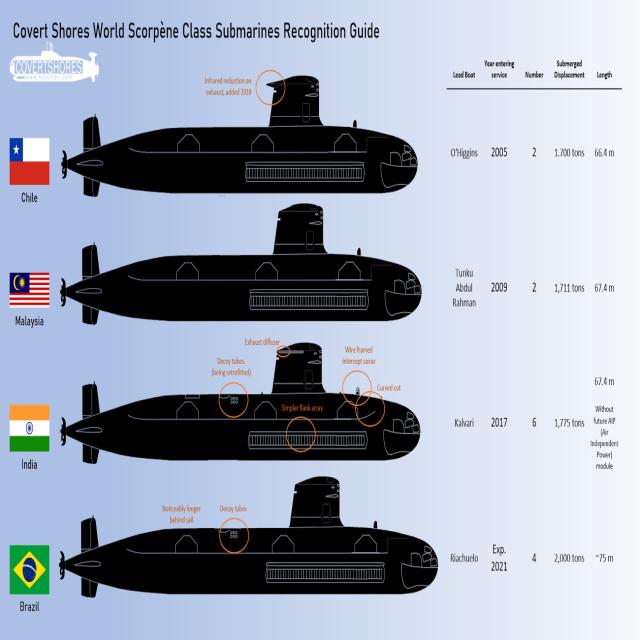 Covert Shores World Scorpène Class Submarines Recognition Guide
COVERTSHORES
Lead Boat
Year entering
service
Number
Submerged
Displacement
Length
Infrared reduction on
exhaust, added 2018
Chile
O'Higgins
2005
2
1.700 tons
66.4 m
Malaysia
Tunku
Abdul
Rahman
2009
2
1,711 tons
67.4 m
Exhaust diffuser
Decoy tubes
(being retrofitted)
Wire framed
intercept sonar
Curved cut
Simpler flank array
India
Kalvari
2017
6
1,775 tons
67.4 m
Without
future AIP
(Air
Independent
Power)
module
Noticeably longer
behind sail
Decoy tubes
Brazil
Riachuelo
Exp.
2021
4
2,000 tons
~75 m